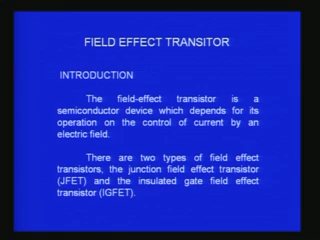 FIELD EFFECT TRANSITOR
INTRODUCTION
The field-effect transistor is a
semiconductor device which depends for its
operation on the control of current by an
electric field.
There are two types of field effect
transistors, the junction field effect transistor
(JFET) and the insulated gate field effect
transistor (IGFET).